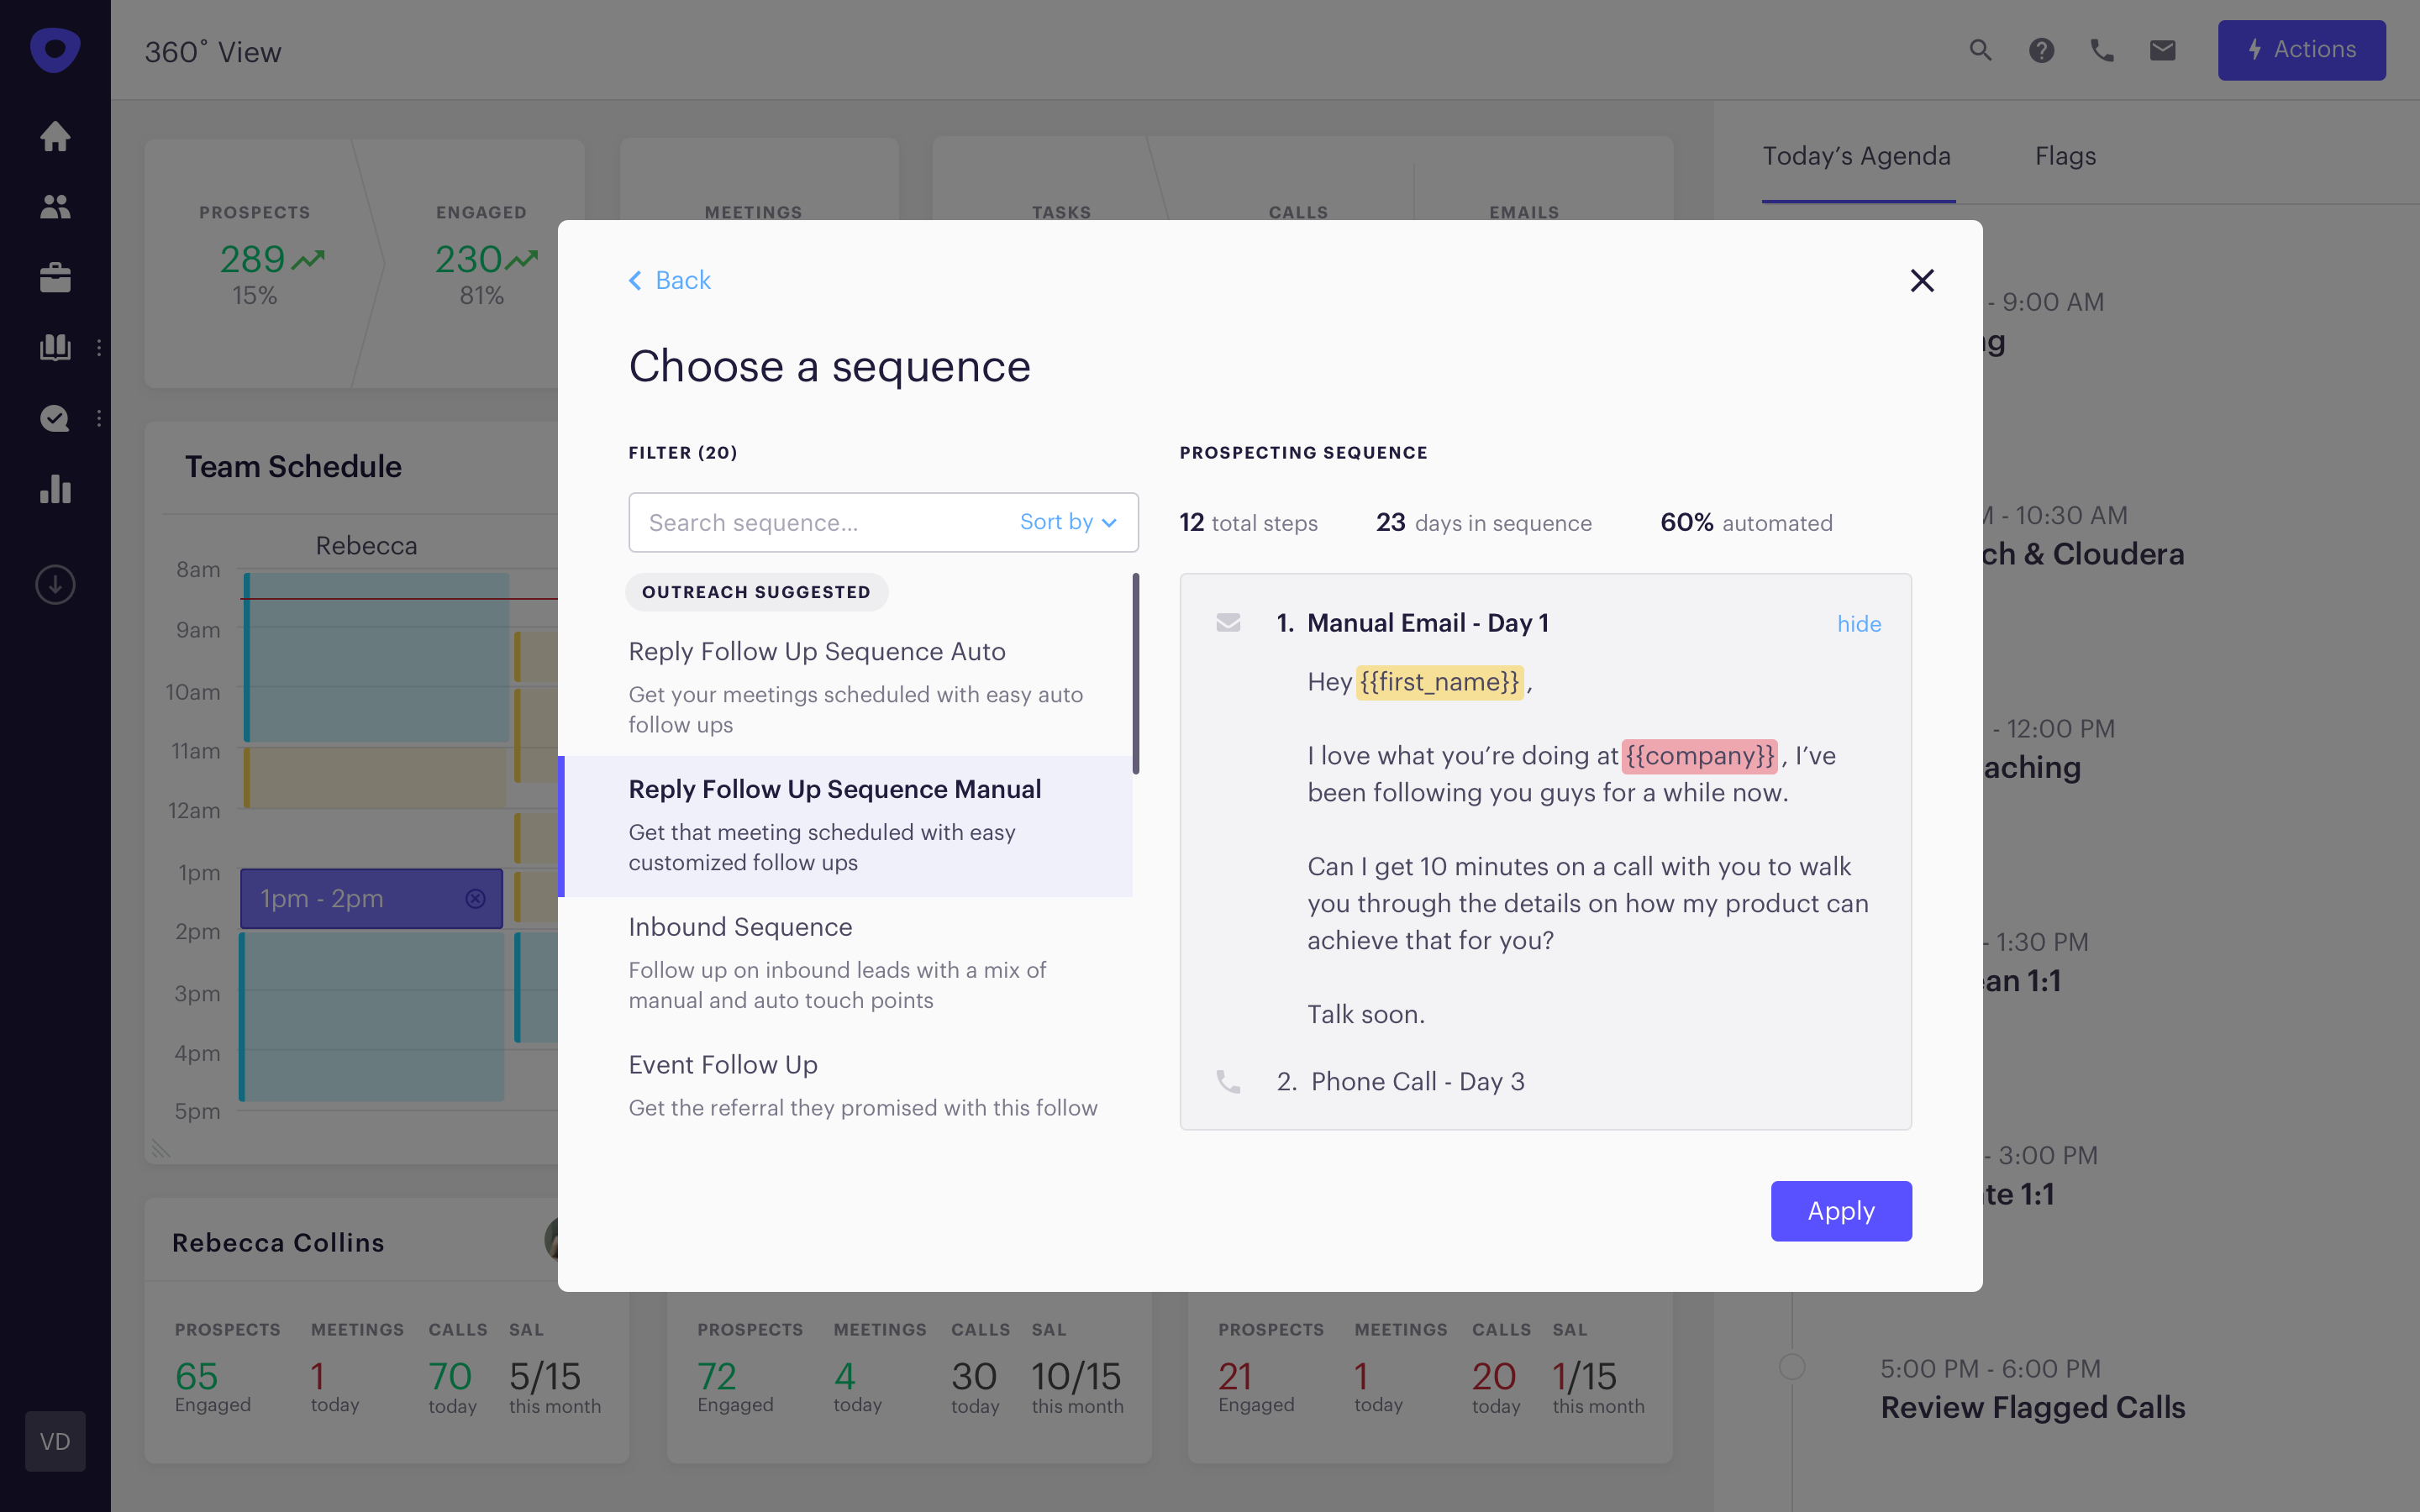 360° View
Actions
Today’s Agenda
Flags
PROSPECTS
289
15%
ENGAGED
230
81%
MEETINGS
TASKS
CALLS
EMAILS
Team Schedule
Rebecca
8am
9am
10am
11am
12am
1pm
1pm - 2pm
2pm
3pm
4pm
5pm
Back
Choose a sequence
FILTER (20)
Search sequence...
Sort by
OUTREACH SUGGESTED
Reply Follow Up Sequence Auto
Get your meetings scheduled with easy auto
follow ups
Reply Follow Up Sequence Manual
Get that meeting scheduled with easy
customized follow ups
Inbound Sequence
Follow up on inbound leads with a mix of
manual and auto touch points
Event Follow Up
Get the referral they promised with this follow
PROSPECTING SEQUENCE
12 total steps
23 days in sequence
60% automated
1. Manual Email - Day 1
hide
Hey {{first_name}} ,
I love what you’re doing at {{company}} , I’ve
been following you guys for a while now.
Can I get 10 minutes on a call with you to walk
you through the details on how my product can
achieve that for you?
Talk soon.
2. Phone Call - Day 3
Apply
- 9:00 AM
- 10:30 AM
& Cloudera
- 12:00 PM
- 1:30 PM
1:1
- 3:00 PM
1:1
5:00 PM - 6:00 PM
Review Flagged Calls
Rebecca Collins
PROSPECTS MEETINGS CALLS SAL
65 1 70 5/15
Engaged today today this month
PROSPECTS MEETINGS CALLS SAL
72 4 30 10/15
Engaged today today this month
PROSPECTS MEETINGS CALLS SAL
21 1 20 1/15
Engaged today today this month
VD